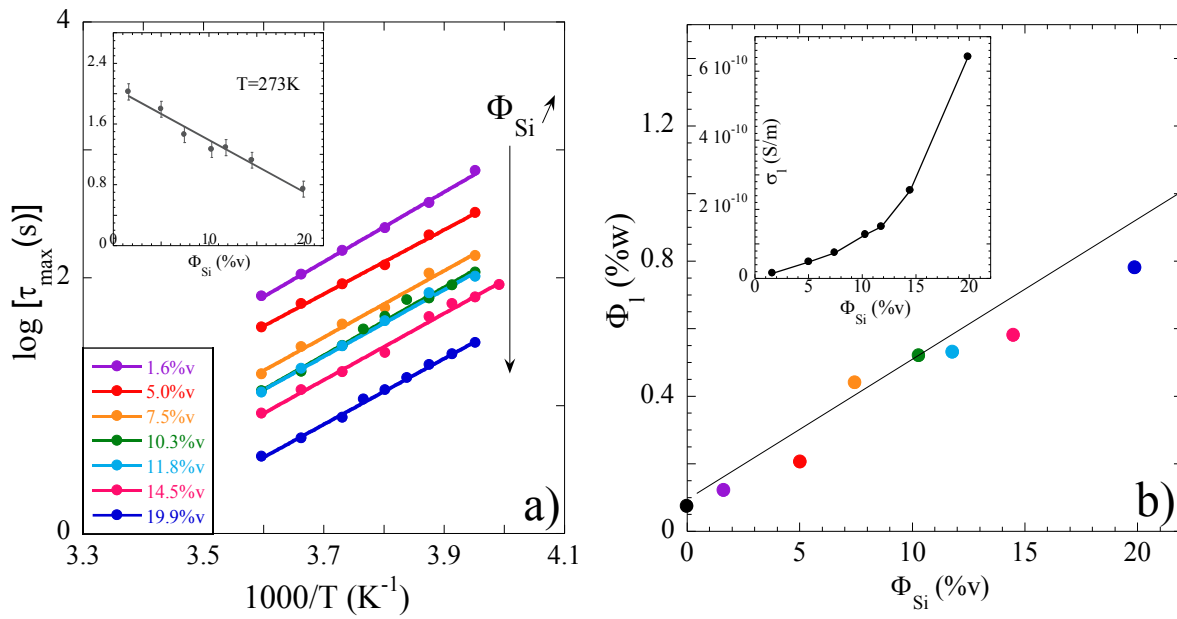 4
2
0
log [τmax(s)]
3.3
3.5
3.7
3.9
4.1
1000/T (K-1)
a)
ΦSi
2.4
1.6
0.8
0
0
10
20
ΦSi (%v)
T=273K
1.6%v
5.0%v
7.5%v
10.3%v
11.8%v
14.5%v
19.9%v
1.2
0.8
0.4
0
Φl (%w)
0
5
10
15
20
ΦSi (%v)
b)
6 10-10
4 10-10
2 10-10
0
σl (S/m)
0
5
10
15
20
ΦSi (%v)